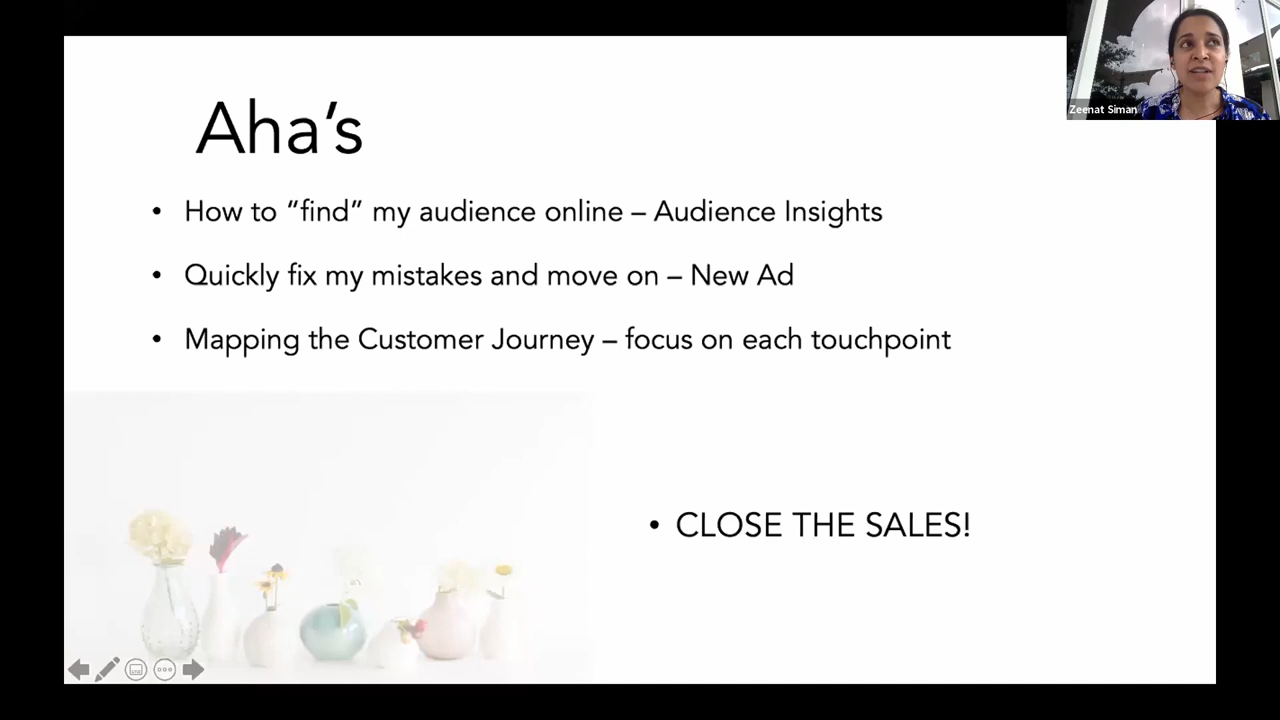 Zeenat Siman
Aha's
• How to “find” my audience online – Audience Insights
• Quickly fix my mistakes and move on – New Ad
• Mapping the Customer Journey – focus on each touchpoint
• CLOSE THE SALES!